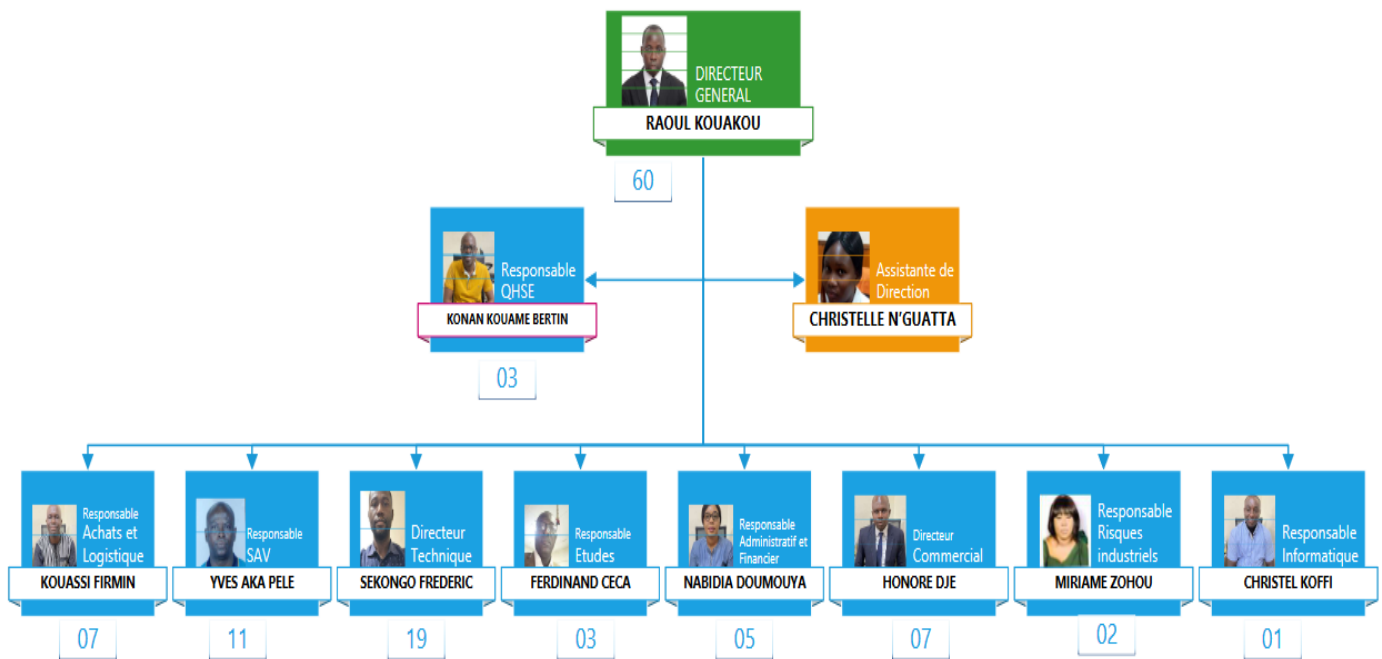 DIRECTEUR
GENERAL
RAOUL KOUAKOU
60
Responsable
QHSE
KONAN KOUAME BERTIN
03
Assistante de
Direction
CHRISTELLE N'GUATTA
Responsable
Achats et
Logistique
KOUASSI FIRMIN
07
Responsable
SAV
YVES AKA PELE
11
Directeur
Technique
SEKONGO FREDERIC
19
Responsable
Etudes
FERDINAND CECA
03
Responsable
Administratif et
Financier
NABIDIA DOUMOUYA
05
Directeur
Commercial
HONORE DJE
07
Responsable
Risques
industriels
MIRIAME ZOHOU
02
Responsable
Informatique
CHRISTEL KOFFI
01